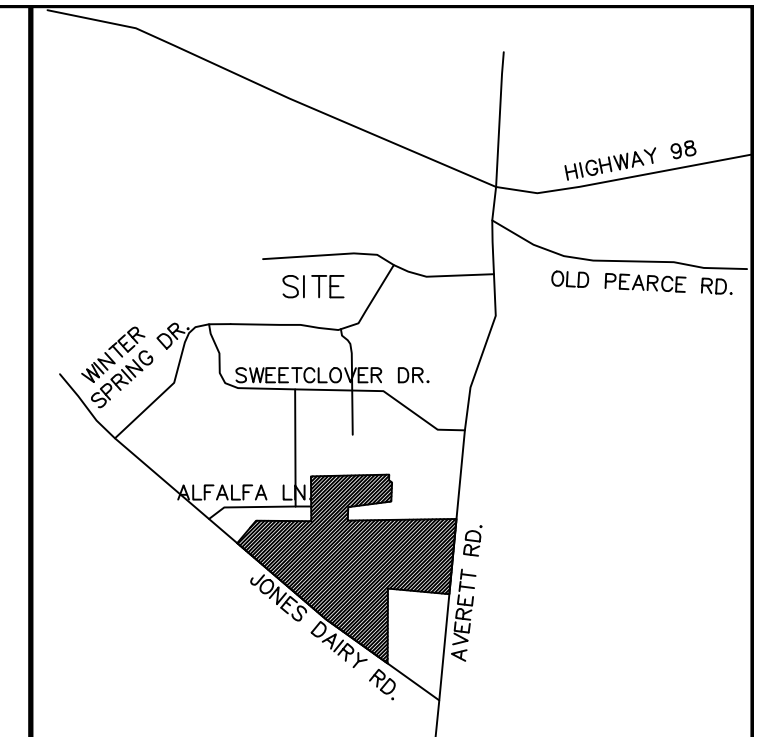 HIGHWAY 98
OLD PEARCE RD.
SITE
WINTER
SPRING DR.
SWEETCLOVER DR.
ALFALFA LN.
JONES DAIRY RD.
AVERETT RD.